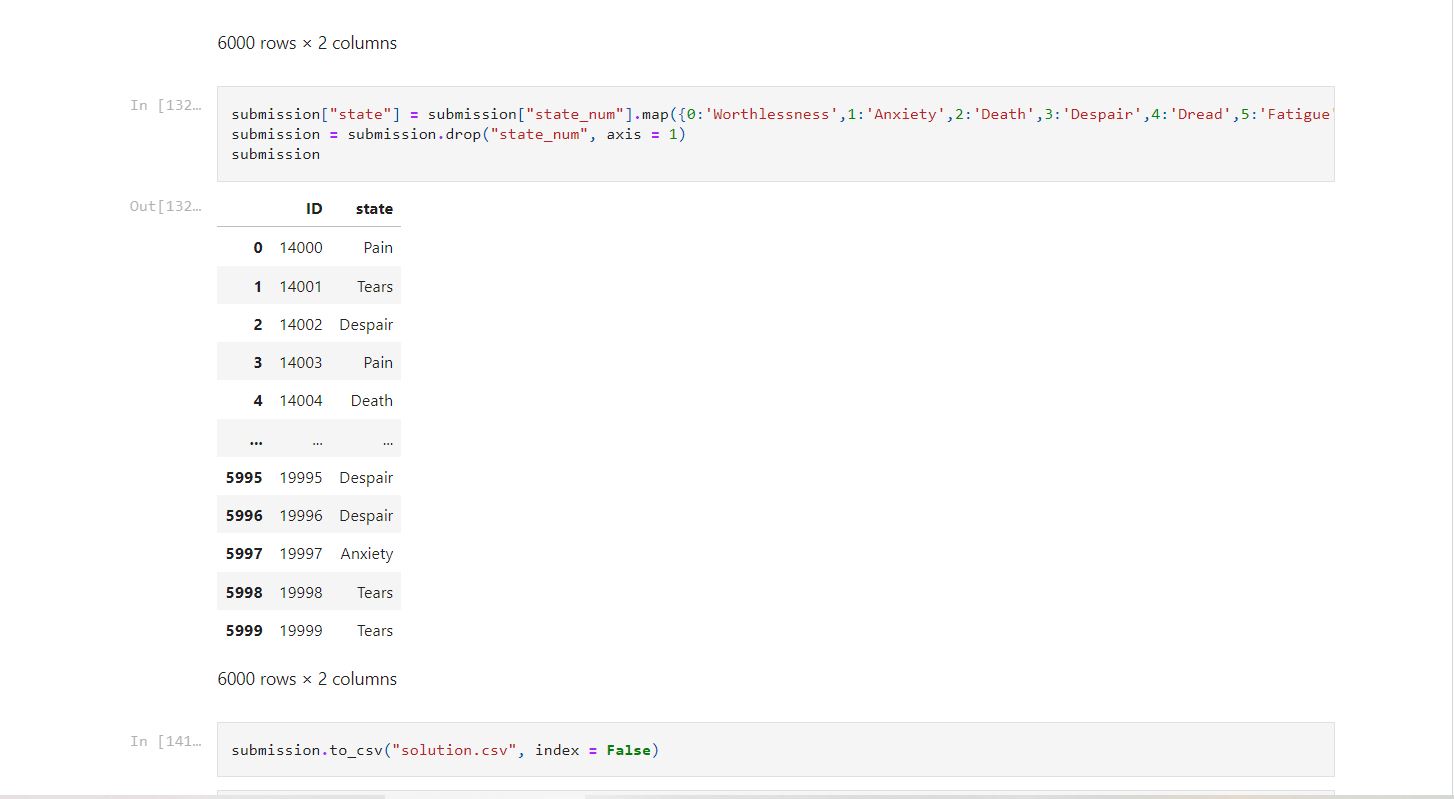 6000 rows × 2 columns
In [132…
submission["state"] = submission["state_num"].map({0:'Worthlessness',1:'Anxiety',2:'Death',3:'Despair',4:'Dread',5:'Fatigue'
submission = submission.drop("state_num", axis = 1)
submission
Out[132…
ID state
0 14000 Pain
1 14001 Tears
2 14002 Despair
3 14003 Pain
4 14004 Death
... ... ...
5995 19995 Despair
5996 19996 Despair
5997 19997 Anxiety
5998 19998 Tears
5999 19999 Tears
6000 rows × 2 columns
In [141…
submission.to_csv("solution.csv", index = False)